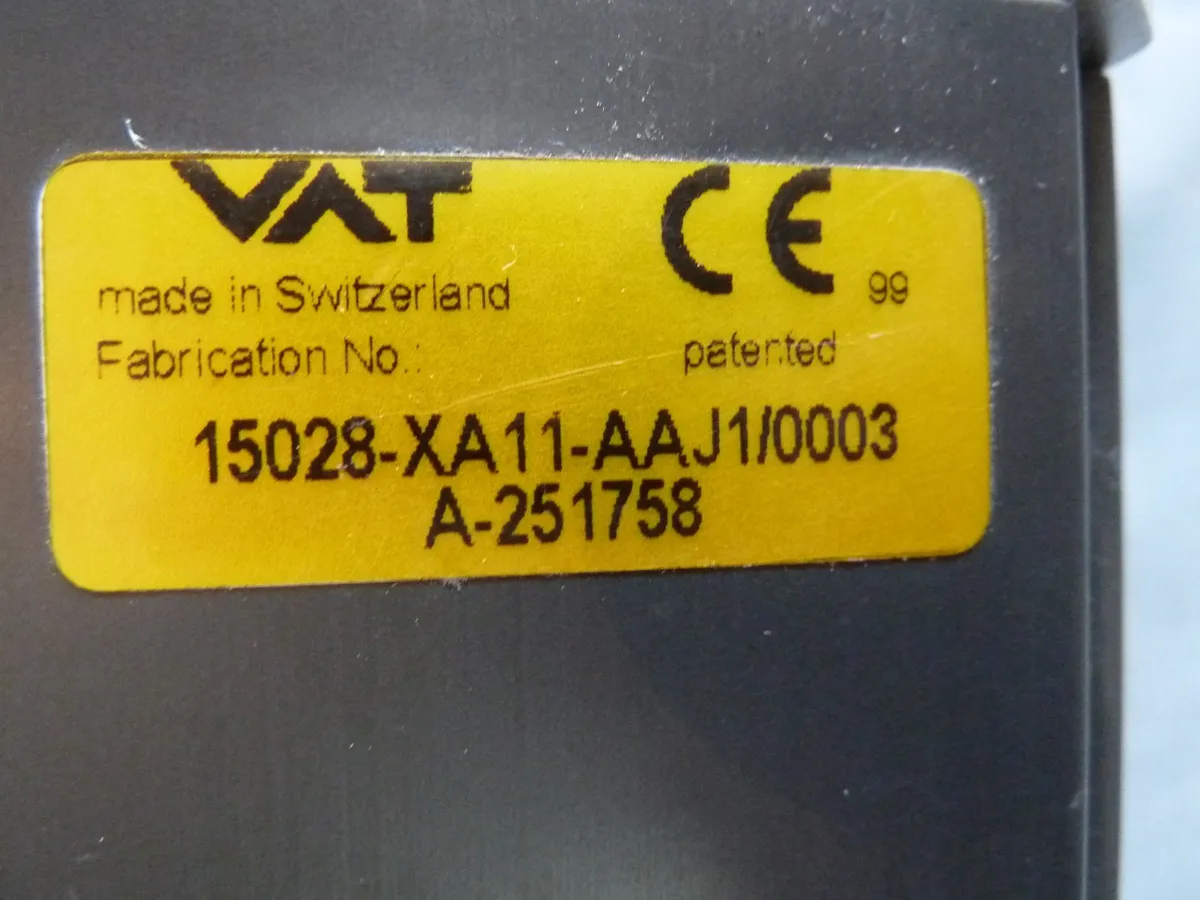 VAT CE 99
made in Switzerland
Fabrication No.: patented
15028-XA11-AAJ1/0003
A-251758